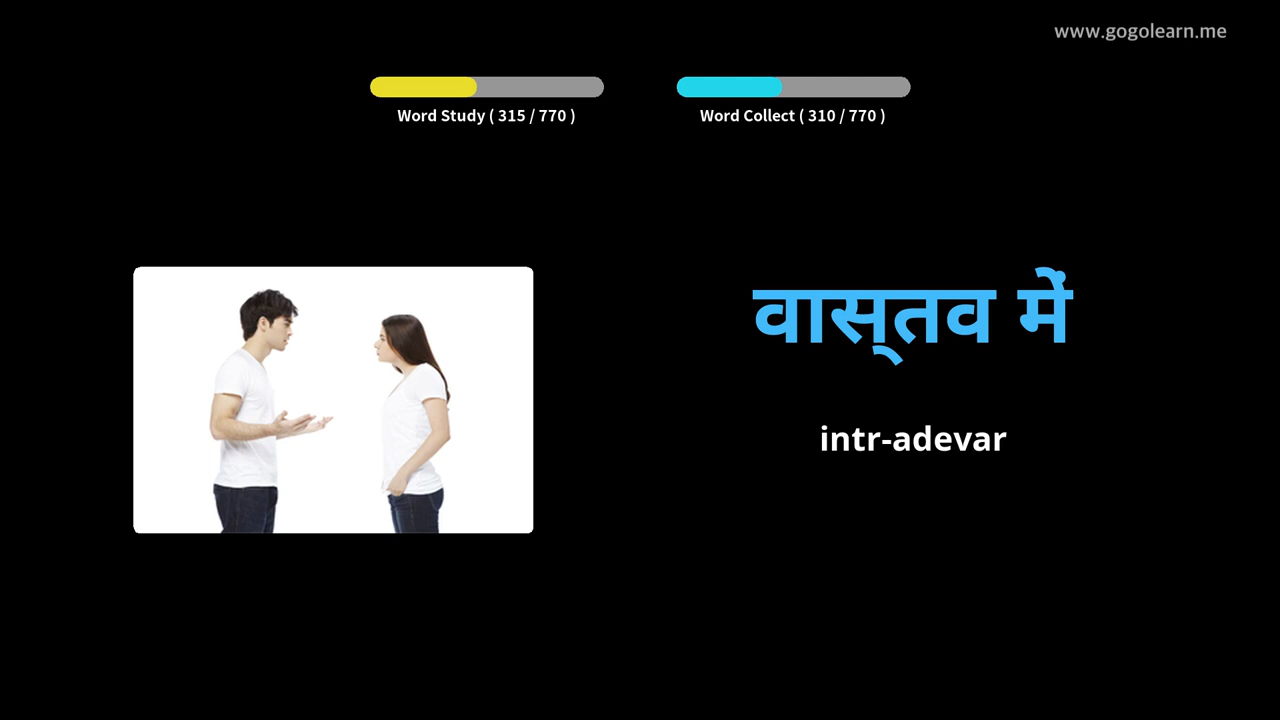 www.gogolearn.me
Word Study ( 315 / 770 )
Word Collect ( 310 / 770 )
वास्तव में
intr-adevar